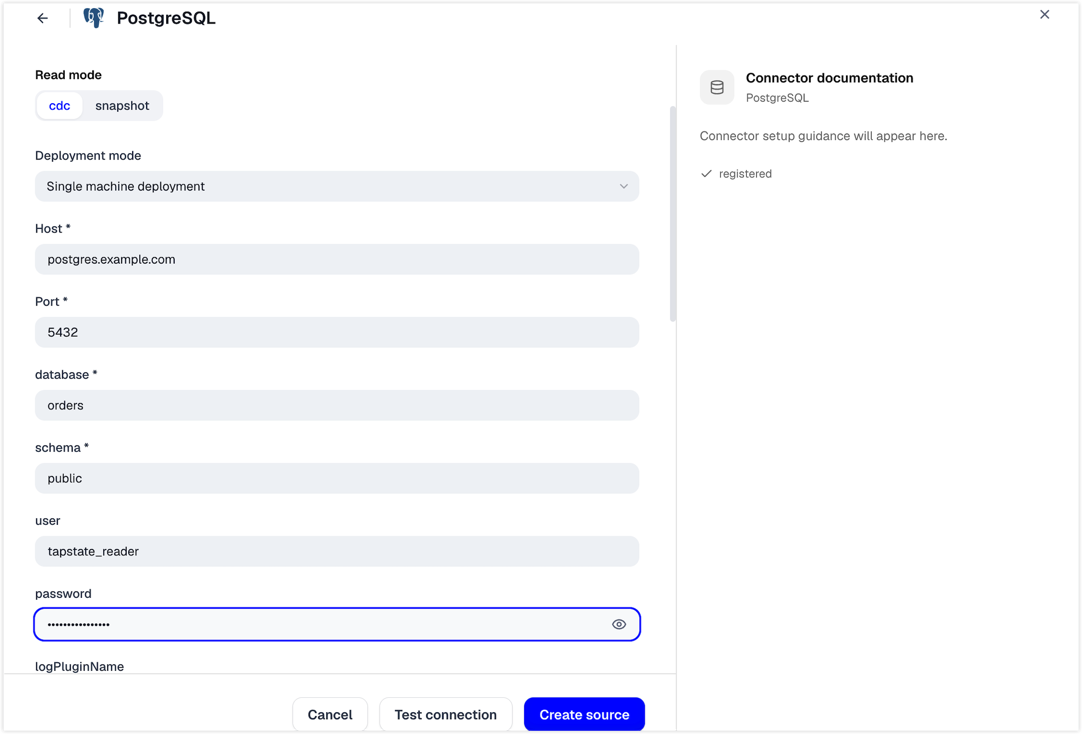 PostgreSQL
Read mode
cdc snapshot
Deployment mode
Single machine deployment
Host *
postgres.example.com
Port *
5432
database *
orders
schema *
public
user
tapstate_reader
password
••••••••••••••••
logPluginName
Cancel Test connection Create source
Connector documentation
PostgreSQL
Connector setup guidance will appear here.
registered